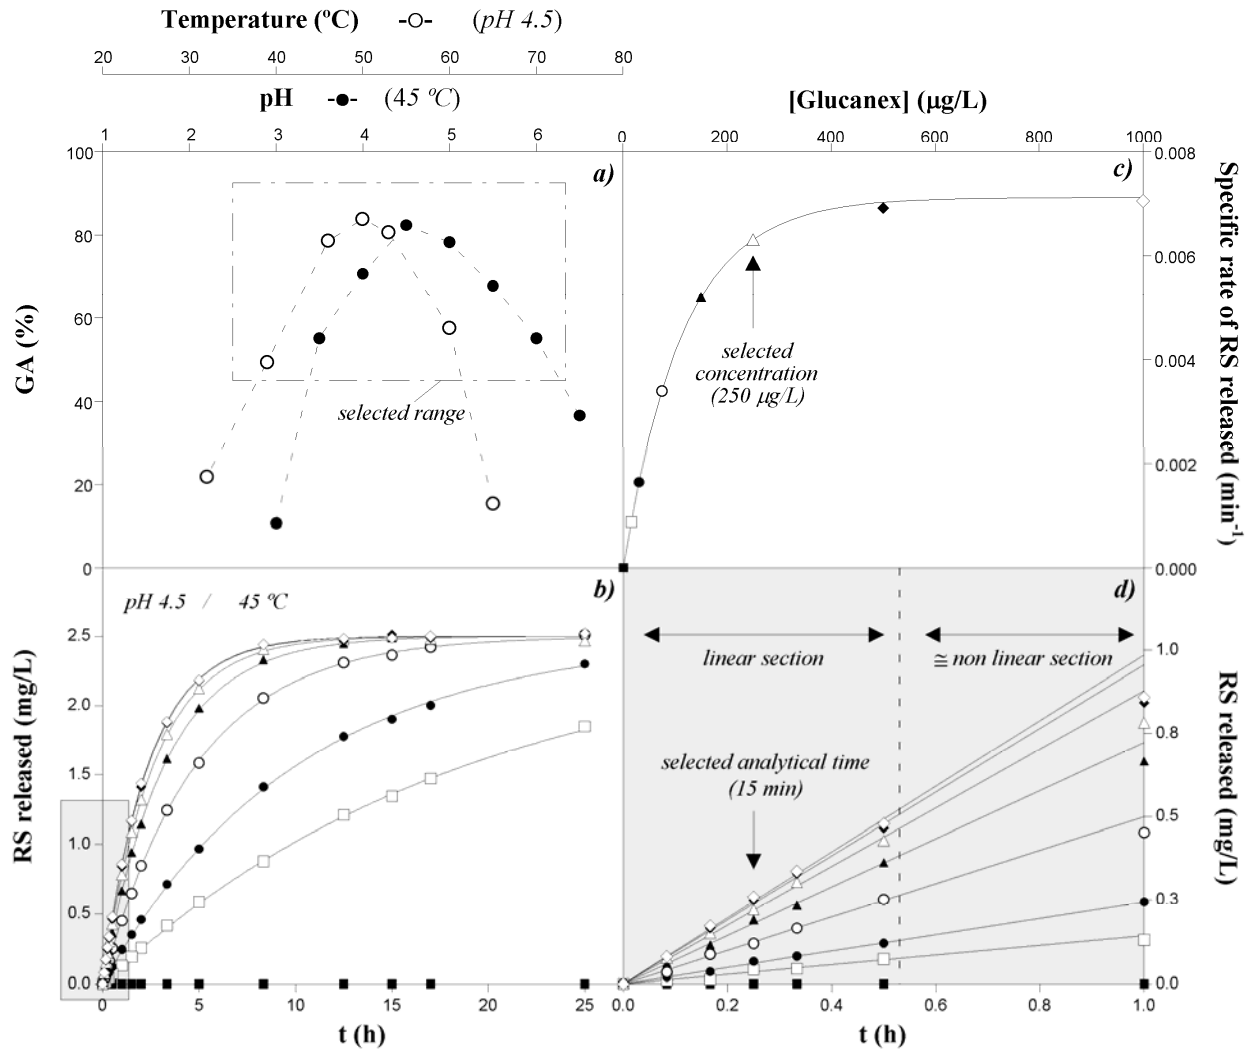 Temperature (ºC) -O- (pH 4.5)
20 30 40 50 60 70 80
pH -●- (45 ºC)
1 2 3 4 5 6
[Glucanex] (µg/L)
0 200 400 600 800 1000
GA (%)
100
80
60
40
20
0
a)
selected range
c)
selected
concentration
(250 µg/L)
0.008
0.006
0.004
0.002
0.000
Specific rate of RS released (min⁻¹)
b)
pH 4.5 / 45 ºC
RS released (mg/L)
2.5
2.0
1.5
1.0
0.5
0.0
0 5 10 15 20 25
t (h)
d)
linear section
≅ non linear section
selected analytical time
(15 min)
1.0
0.8
0.5
0.3
0.0
RS released (mg/L)
0.0 0.2 0.4 0.6 0.8 1.0
t (h)